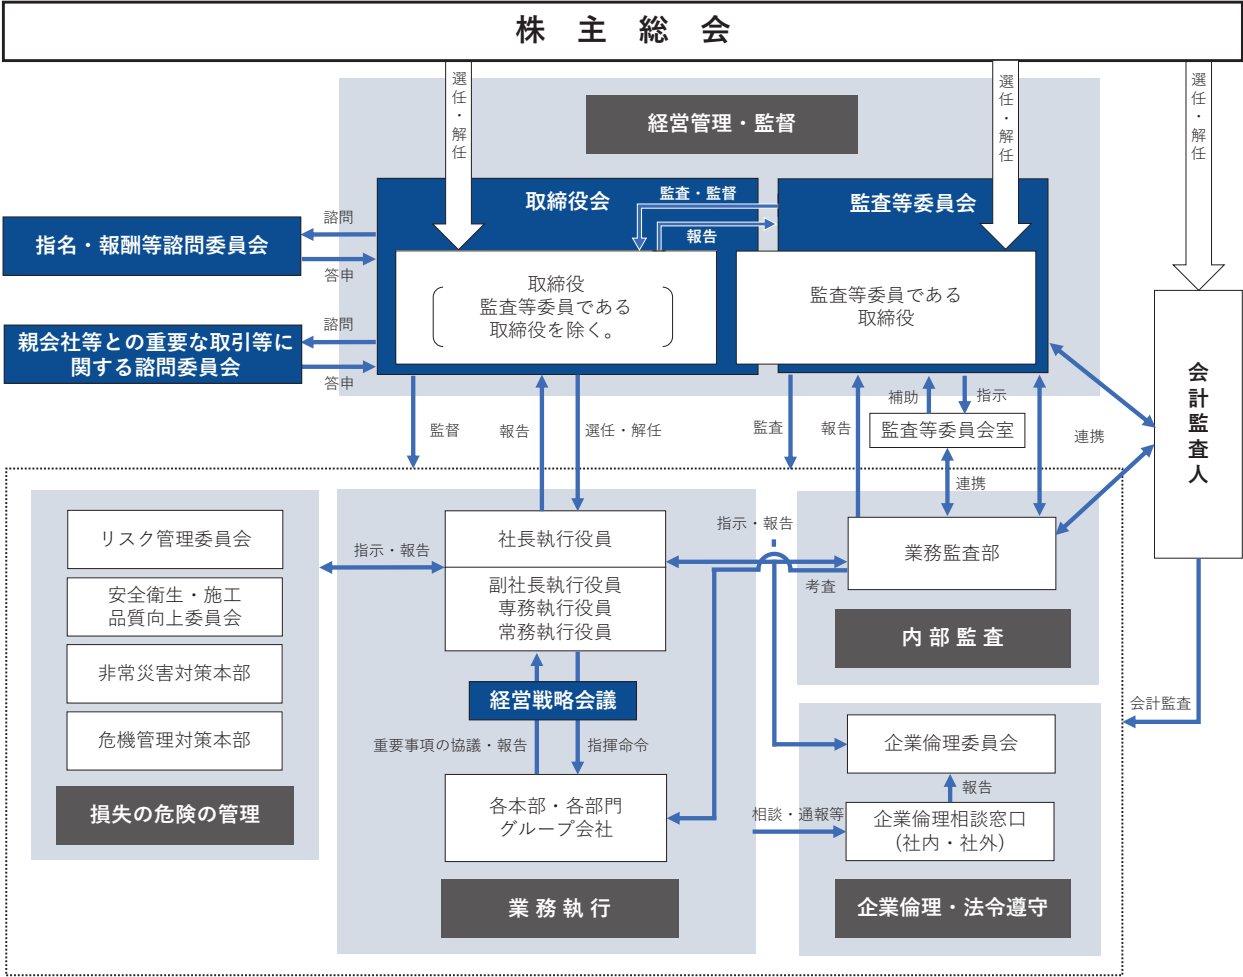 株主総会
選任・解任
選任・解任
選任・解任
経営管理・監督
取締役会
監査・監督
報告
監査等委員会
指名・報酬等諮問委員会
諮問
答申
取締役
監査等委員である
取締役を除く。
監査等委員である
取締役
親会社等との重要な取引等に
関する諮問委員会
諮問
答申
会計監査人
監督
報告
選任・解任
監査
報告
補助
指示
監査等委員会室
連携
連携
リスク管理委員会
安全衛生・施工
品質向上委員会
非常災害対策本部
危機管理対策本部
損失の危険の管理
指示・報告
社長執行役員
副社長執行役員
専務執行役員
常務執行役員
経営戦略会議
重要事項の協議・報告
指揮命令
各本部・各部門
グループ会社
業務執行
指示・報告
考査
業務監査部
内部監査
会計監査
企業倫理委員会
報告
相談・通報等
企業倫理相談窓口
(社内・社外)
企業倫理・法令遵守